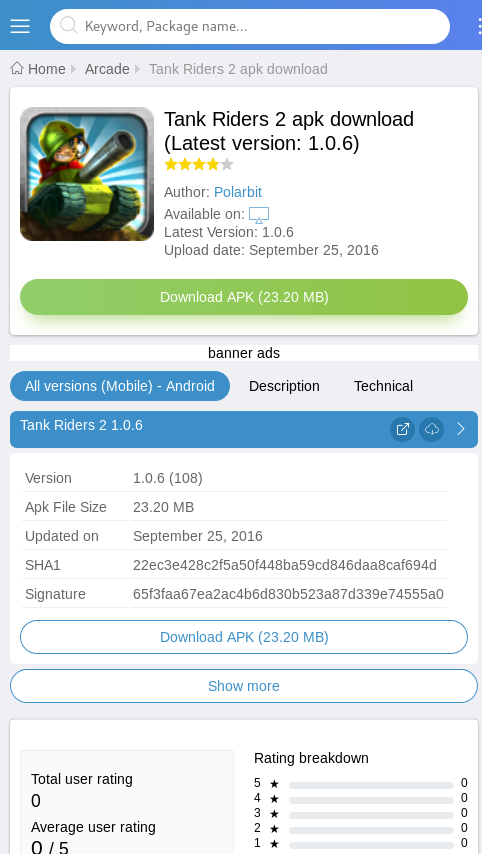 Keyword, Package name...
Home Arcade Tank Riders 2 apk download
Tank Riders 2 apk download
(Latest version: 1.0.6)
Author: Polarbit
Available on:
Latest Version: 1.0.6
Upload date: September 25, 2016
Download APK (23.20 MB)
banner ads
All versions (Mobile) - Android Description Technical
Tank Riders 2 1.0.6
Version 1.0.6 (108)
Apk File Size 23.20 MB
Updated on September 25, 2016
SHA1 22ec3e428c2f5a50f448ba59cd846daa8caf694d
Signature 65f3faa67ea2ac4b6d830b523a87d339e74555a0
Download APK (23.20 MB)
Show more
Total user rating
0
Average user rating
0 / 5
Rating breakdown
5 ★ 0
4 ★ 0
3 ★ 0
2 ★ 0
1 ★ 0